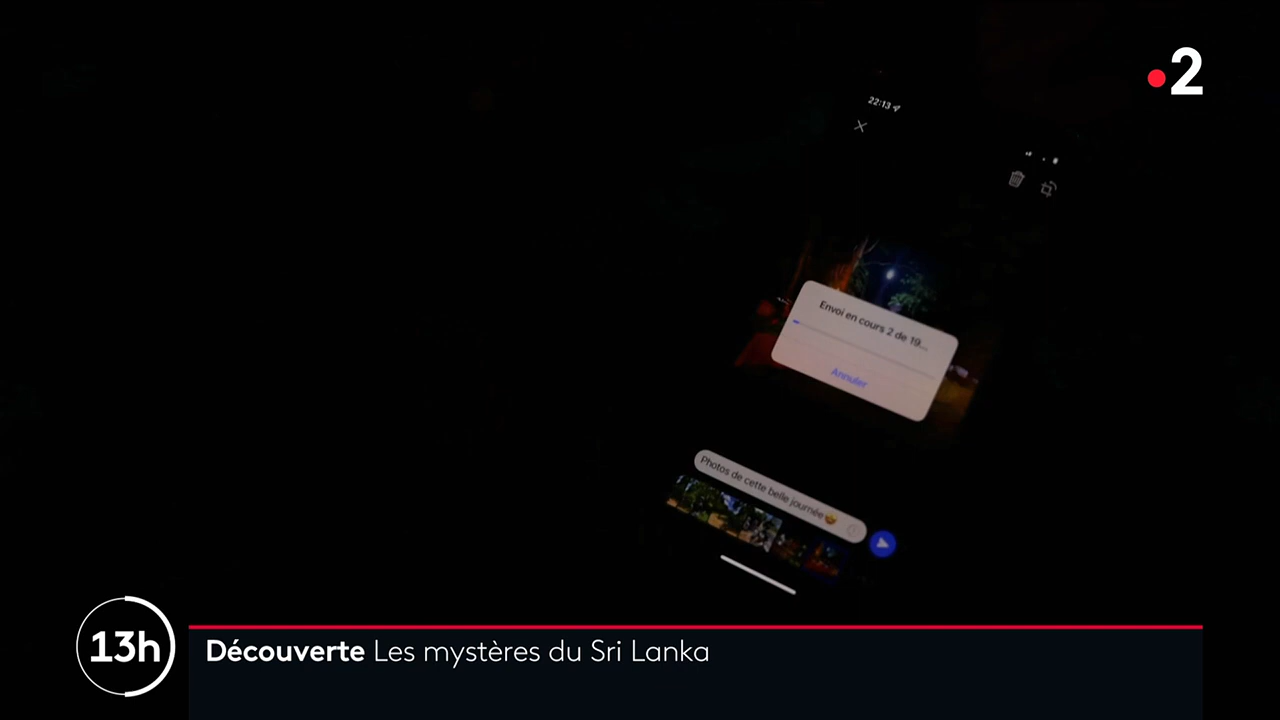 2
22:13
Envoi en cours 2 de 19...
Annuler
Photos de cette belle journée 🤩
13h
Découverte Les mystères du Sri Lanka